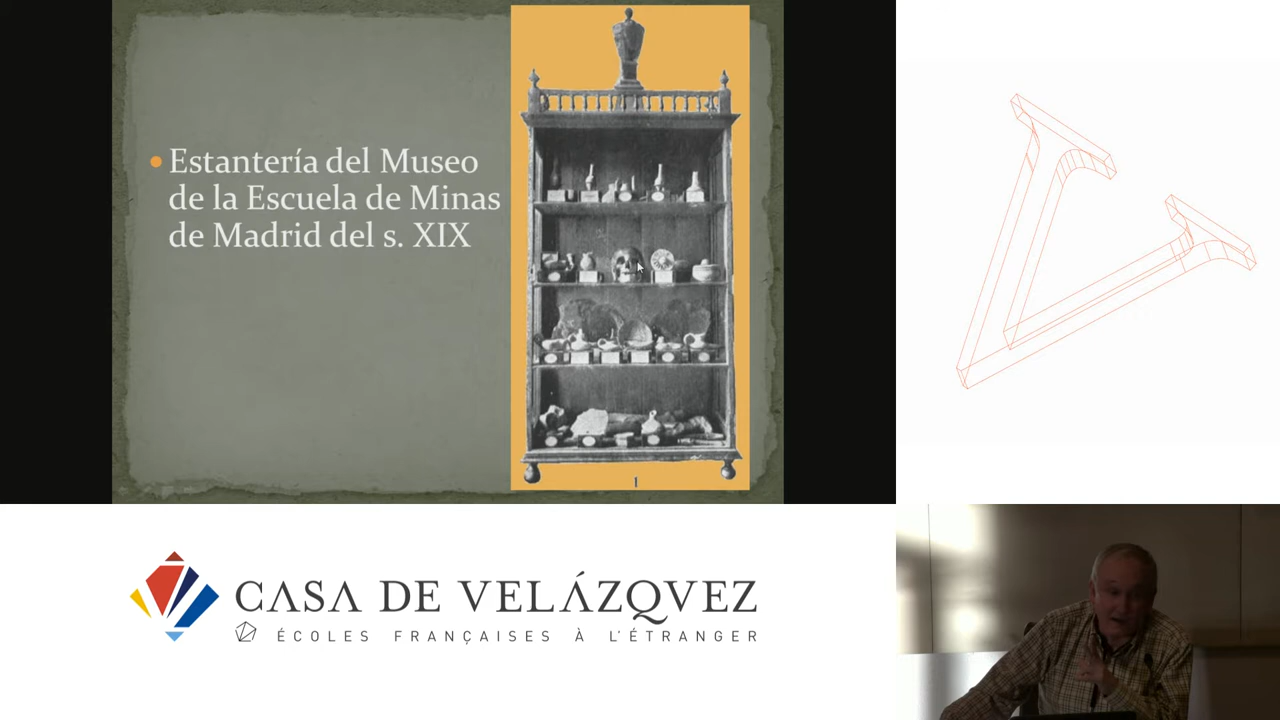 Estantería del Museo
de la Escuela de Minas
de Madrid del s. XIX
1
CASA DE VELÁZQVEZ
ÉCOLES FRANÇAISES À L'ÉTRANGER